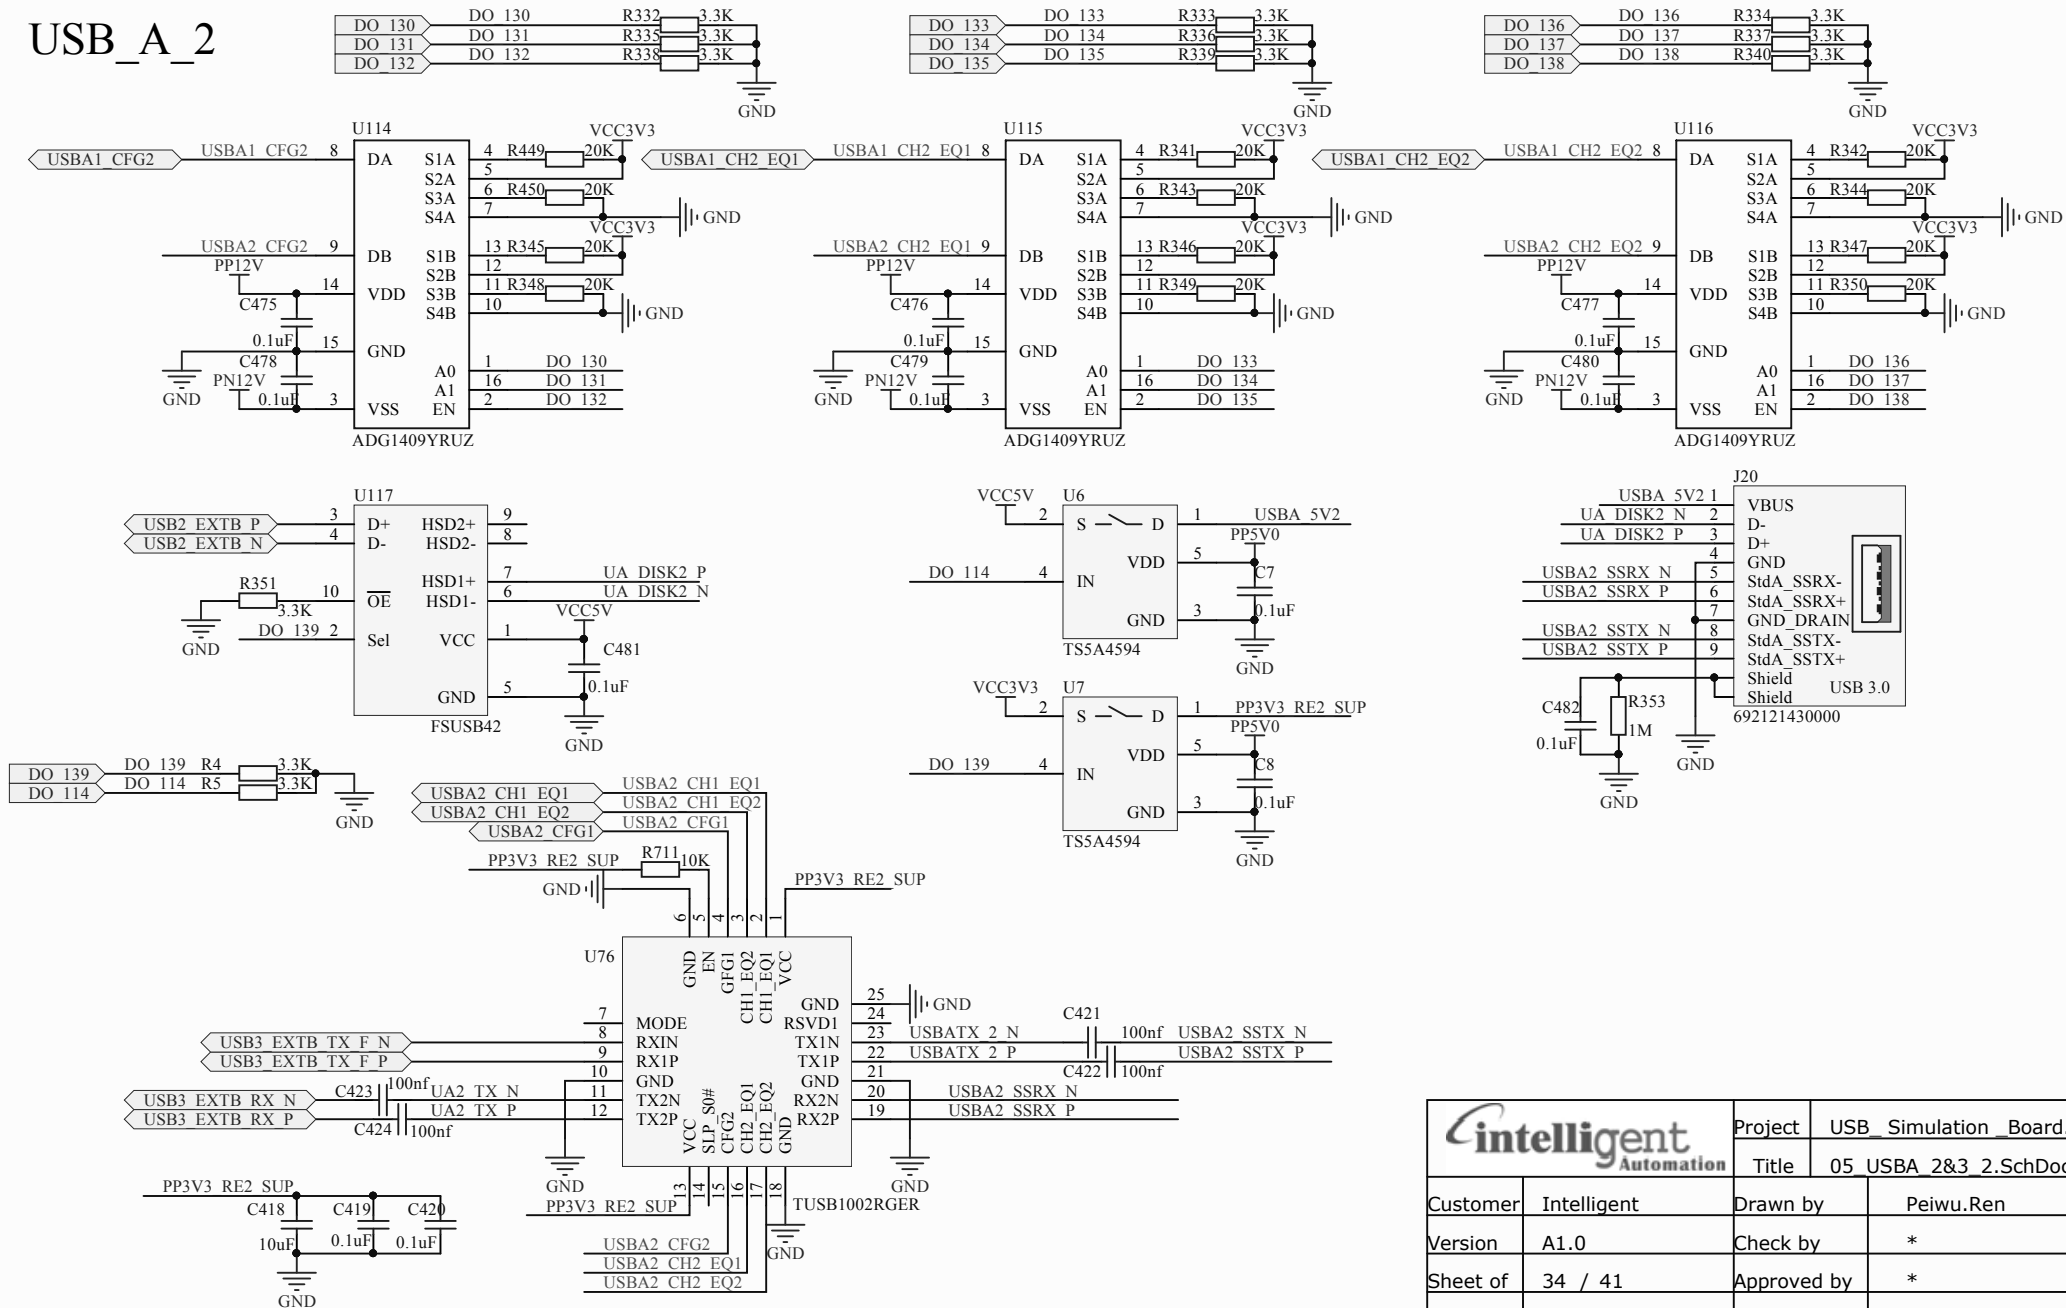 USB_A_2
DO_130 DO_130 R332 3.3K
DO_131 DO_131 R335 3.3K
DO_132 DO_132 R338 3.3K
GND
DO_133 DO_133 R333 3.3K
DO_134 DO_134 R336 3.3K
DO_135 DO_135 R339 3.3K
GND
DO_136 DO_136 R334 3.3K
DO_137 DO_137 R337 3.3K
DO_138 DO_138 R340 3.3K
GND
U114
VCC3V3
USBA1_CFG2 USBA1_CFG2 8 DA S1A 4 R449 20K
S2A 5
S3A 6 R450 20K
S4A 7 GND
VCC3V3
USBA2_CFG2 9 DB S1B 13 R345 20K
PP12V S2B 12
C475 14 VDD S3B 11 R348 20K
S4B 10 GND
0.1uF 15 GND
C478 A0 1 DO_130
GND PN12V A1 16 DO_131
0.1uF 3 VSS EN 2 DO_132
ADG1409YRUZ
U115
VCC3V3
USBA1_CH2_EQ1 USBA1_CH2_EQ1 8 DA S1A 4 R341 20K
S2A 5
S3A 6 R343 20K
S4A 7 GND
VCC3V3
USBA2_CH2_EQ1 9 DB S1B 13 R346 20K
PP12V S2B 12
C476 14 VDD S3B 11 R349 20K
S4B 10 GND
0.1uF 15 GND
C479 A0 1 DO_133
GND PN12V A1 16 DO_134
0.1uF 3 VSS EN 2 DO_135
ADG1409YRUZ
U116
VCC3V3
USBA1_CH2_EQ2 USBA1_CH2_EQ2 8 DA S1A 4 R342 20K
S2A 5
S3A 6 R344 20K
S4A 7 GND
VCC3V3
USBA2_CH2_EQ2 9 DB S1B 13 R347 20K
PP12V S2B 12
C477 14 VDD S3B 11 R350 20K
S4B 10 GND
0.1uF 15 GND
C480 A0 1 DO_136
GND PN12V A1 16 DO_137
0.1uF 3 VSS EN 2 DO_138
ADG1409YRUZ
U117
USB2_EXTB_P 3 D+ HSD2+ 9
USB2_EXTB_N 4 D- HSD2- 8
HSD1+ 7 UA_DISK2_P
R351 3.3K 10 OE HSD1- 6 UA_DISK2_N
VCC5V
GND DO_139 2 Sel VCC 1
C481
0.1uF
GND 5
FSUSB42
GND
U6
VCC5V 2 S D 1 USBA_5V2
PP5V0
VDD 5
DO_114 4 IN C7
0.1uF
GND 3
TS5A4594
GND
U7
VCC3V3 2 S D 1 PP3V3_RE2_SUP
PP5V0
VDD 5
DO_139 4 IN C8
0.1uF
GND 3
TS5A4594
GND
J20
USBA_5V2 1 VBUS
UA_DISK2_N 2 D-
UA_DISK2_P 3 D+
4 GND
USBA2_SSRX_N 5 StdA_SSRX-
USBA2_SSRX_P 6 StdA_SSRX+
7 GND_DRAIN
USBA2_SSTX_N 8 StdA_SSTX-
USBA2_SSTX_P 9 StdA_SSTX+
Shield
Shield USB 3.0
692121430000
C482 R353
0.1uF 1M
GND
GND
DO_139 DO_139 R4 3.3K
DO_114 DO_114 R5 3.3K
GND
USBA2_CH1_EQ1 USBA2_CH1_EQ1
USBA2_CH1_EQ2 USBA2_CH1_EQ2
USBA2_CFG1 USBA2_CFG1
PP3V3_RE2_SUP R711 10K
GND PP3V3_RE2_SUP
6 5 4 3 2 1
U76
GND EN GFG1 CH1_EQ2 CH1_EQ1 VCC
GND 25 GND
7 MODE RSVD1 24
USB3_EXTB_TX_F_N 8 RXIN TX1N 23 USBATX_2_N C421 100nf USBA2_SSTX_N
USB3_EXTB_TX_F_P 9 RX1P TX1P 22 USBATX_2_P C422 100nf USBA2_SSTX_P
10 GND GND 21
USB3_EXTB_RX_N C423 100nf UA2_TX_N 11 TX2N RX2N 20 USBA2_SSRX_N
USB3_EXTB_RX_P C424 100nf UA2_TX_P 12 TX2P RX2P 19 USBA2_SSRX_P
VCC SLP_S0# CFG2 CH2_EQ1 CH2_EQ2 GND
GND GND
13 14 15 16 17 18
PP3V3_RE2_SUP TUSB1002RGER
GND
USBA2_CFG2
USBA2_CH2_EQ1
USBA2_CH2_EQ2
PP3V3_RE2_SUP
C418 C419 C420
10uF 0.1uF 0.1uF
GND
intelligent Automation
Project USB_ Simulation _Board.
Title 05_USBA_2&3_2.SchDoc
Customer Intelligent Drawn by Peiwu.Ren
Version A1.0 Check by *
Sheet of 34 / 41 Approved by *